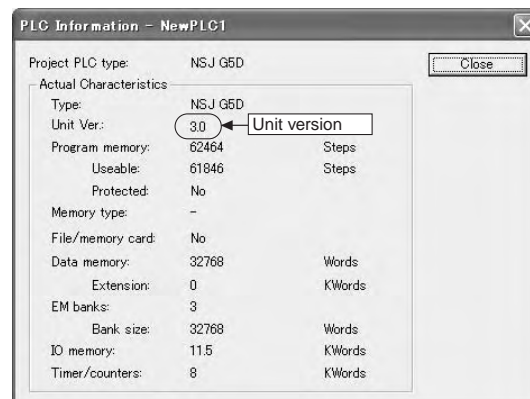 PLC Information - NewPLC1
Project PLC type: NSJ G5D Close
Actual Characteristics
Type: NSJ G5D
Unit Ver.: 3.0 Unit version
Program memory: 62464 Steps
Useable: 61846 Steps
Protected: No
Memory type: -
File/memory card: No
Data memory: 32768 Words
Extension: 0 KWords
EM banks: 3
Bank size: 32768 Words
IO memory: 11.5 KWords
Timer/counters: 8 KWords